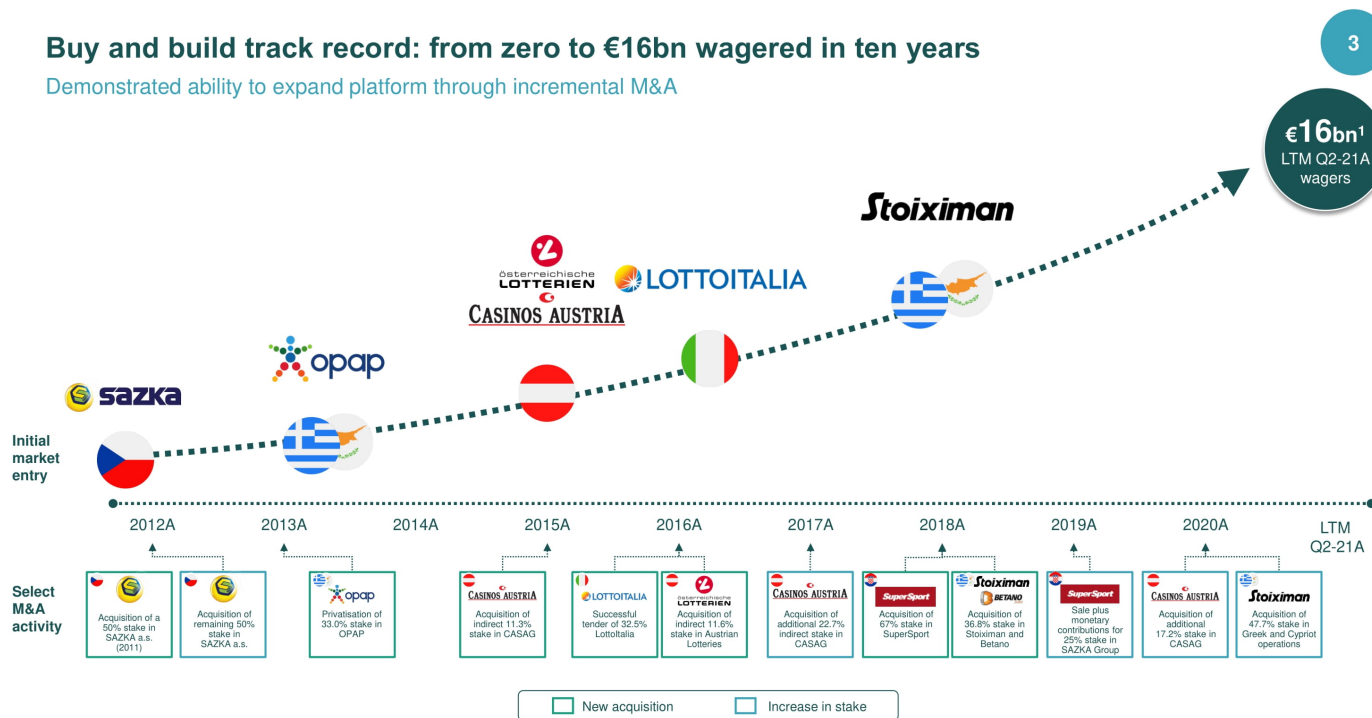 Buy and build track record: from zero to €16bn wagered in ten years
3
Demonstrated ability to expand platform through incremental M&A
€16bn¹
LTM Q2-21A
wagers
Stoiximan
österreichische
LOTTERIEN
CASINOS AUSTRIA
LOTTOITALIA
opap
SAZKA
Initial
market
entry
2012A
2013A
2014A
2015A
2016A
2017A
2018A
2019A
2020A
LTM
Q2-21A
Select
M&A
activity
Acquisition of a
50% stake in
SAZKA a.s.
(2011)
Acquisition of
remaining 50%
stake in
SAZKA a.s.
opap
Privatisation of
33.0% stake in
OPAP
CASINOS AUSTRIA
Acquisition of
indirect 11.3%
stake in CASAG
LOTTOITALIA
Successful
tender of 32.5%
LottoItalia
österreichische
LOTTERIEN
Acquisition of
indirect 11.6%
stake in Austrian
Lotteries
CASINOS AUSTRIA
Acquisition of
additional 22.7%
indirect stake in
CASAG
SuperSport
Acquisition of
67% stake in
SuperSport
Stoiximan
BETANO
Acquisition of
36.8% stake in
Stoiximan and
Betano
SuperSport
Sale plus
monetary
contributions for
25% stake in
SAZKA Group
CASINOS AUSTRIA
Acquisition of
additional
17.2% stake in
CASAG
Stoiximan
Acquisition of
47.7% stake in
Greek and Cypriot
operations
New acquisition
Increase in stake